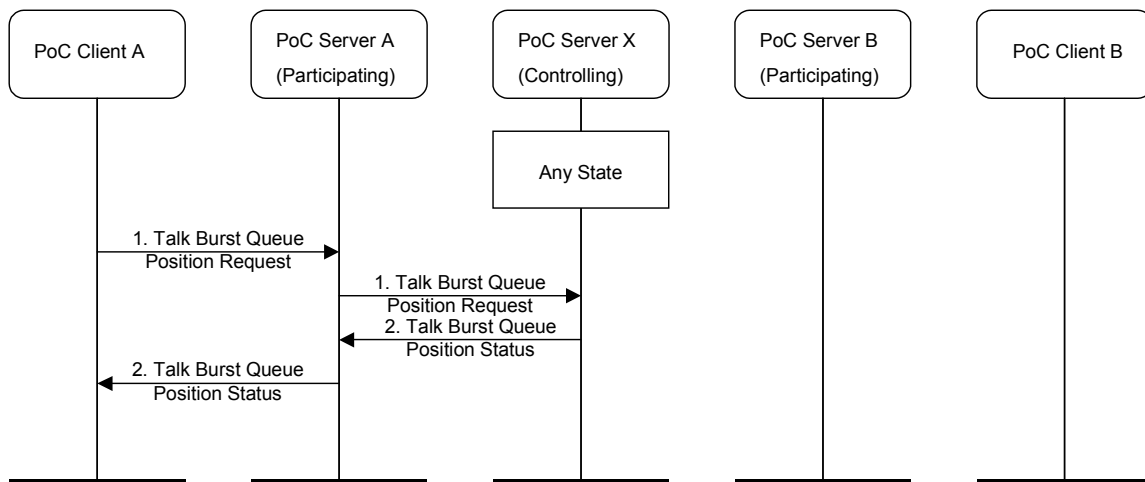 PoC Client A
PoC Server A
(Participating)
PoC Server X
(Controlling)
PoC Server B
(Participating)
PoC Client B
Any State
1. Talk Burst Queue
Position Request
1. Talk Burst Queue
Position Request
2. Talk Burst Queue
Position Status
2. Talk Burst Queue
Position Status